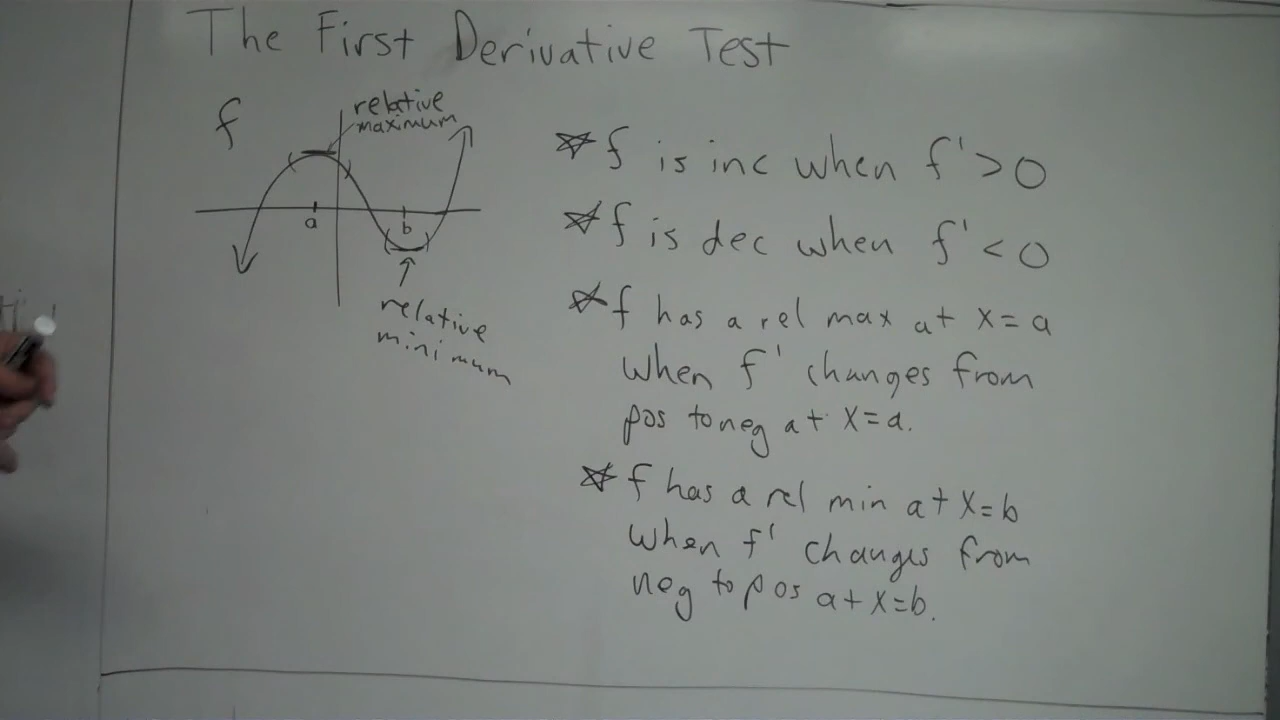 The First Derivative Test
f
relative
maximum
a
b
relative
minimum
☆ f is inc when f' > 0
☆ f is dec when f' < 0
☆ f has a rel max at x = a
when f' changes from
pos to neg at x = a.
☆ f has a rel min at x = b
when f' changes from
neg to pos at x = b.